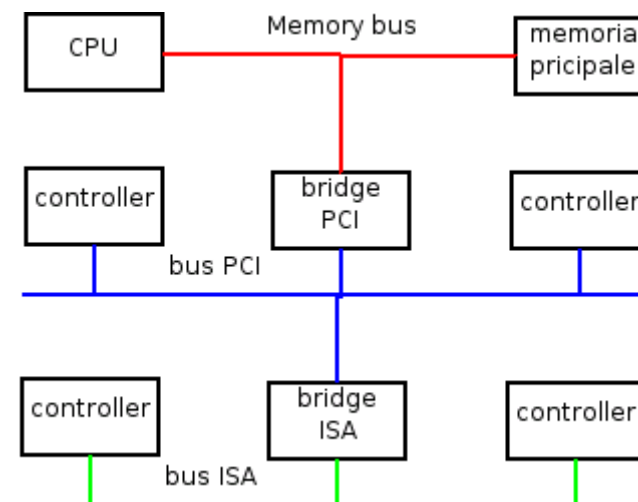 CPU
Memory bus
memoria
pricipale
controller
bridge
PCI
controller
bus PCI
controller
bridge
ISA
controller
bus ISA